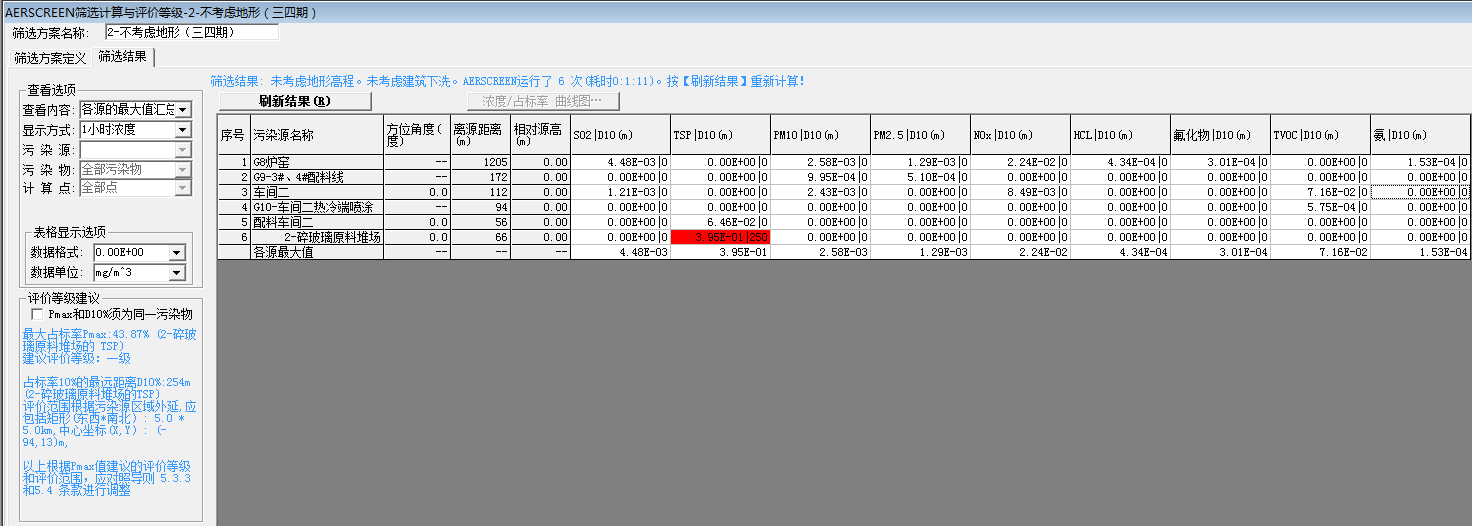 AERSCREEN筛选计算与评价等级-2-不考虑地形（三四期）
筛选方案名称: 2-不考虑地形（三四期）
筛选方案定义 筛选结果
筛选结果: 未考虑地形高程。未考虑建筑下洗。AERSCREEN运行了 6 次(耗时0:1:11)。按【刷新结果】重新计算!
刷新结果(R) 浓度/占标率 曲线图…
查看选项
查看内容: 各源的最大值汇总
显示方式: 1小时浓度
污 染 源:
污 染 物: 全部污染物
计 算 点: 全部点
表格显示选项
数据格式: 0.00E+00
数据单位: mg/m^3
评价等级建议
Pmax和D10%须为同一污染物
最大占标率Pmax:43.87% (2-碎玻
璃原料堆场的 TSP)
建议评价等级: 一级
占标率10%的最远距离D10%:254m
(2-碎玻璃原料堆场的TSP)
评价范围根据污染源区域外延,应
包括矩形(东西*南北): 5.0 *
5.0km,中心坐标(X,Y): (-
94,13)m,
以上根据Pmax值建议的评价等级
和评价范围，应对照导则 5.3.3
和5.4 条款进行调整
序号 污染源名称 方位角度(度) 离源距离(m) 相对源高(m) SO2|D10(m) TSP|D10(m) PM10|D10(m) PM2.5|D10(m) NOx|D10(m) HCL|D10(m) 氟化物|D10(m) TVOC|D10(m) 氨|D10(m)
1 G8炉窑 -- 1205 0.00 4.48E-03|0 0.00E+00|0 2.58E-03|0 1.29E-03|0 2.24E-02|0 4.34E-04|0 3.01E-04|0 0.00E+00|0 1.53E-04|0
2 G9-3#、4#配料线 -- 172 0.00 0.00E+00|0 0.00E+00|0 9.95E-04|0 5.10E-04|0 0.00E+00|0 0.00E+00|0 0.00E+00|0 0.00E+00|0 0.00E+00|0
3 车间二 0.0 112 0.00 1.21E-03|0 0.00E+00|0 2.43E-03|0 0.00E+00|0 8.49E-03|0 0.00E+00|0 0.00E+00|0 7.16E-02|0 0.00E+00|0
4 G10-车间二热冷端喷涂 -- 94 0.00 0.00E+00|0 0.00E+00|0 0.00E+00|0 0.00E+00|0 0.00E+00|0 0.00E+00|0 0.00E+00|0 5.75E-04|0 0.00E+00|0
5 配料车间二 0.0 56 0.00 0.00E+00|0 6.46E-02|0 0.00E+00|0 0.00E+00|0 0.00E+00|0 0.00E+00|0 0.00E+00|0 0.00E+00|0 0.00E+00|0
6 2-碎玻璃原料堆场 0.0 66 0.00 0.00E+00|0 3.95E-01|250 0.00E+00|0 0.00E+00|0 0.00E+00|0 0.00E+00|0 0.00E+00|0 0.00E+00|0 0.00E+00|0
各源最大值 -- -- -- 4.48E-03 3.95E-01 2.58E-03 1.29E-03 2.24E-02 4.34E-04 3.01E-04 7.16E-02 1.53E-04